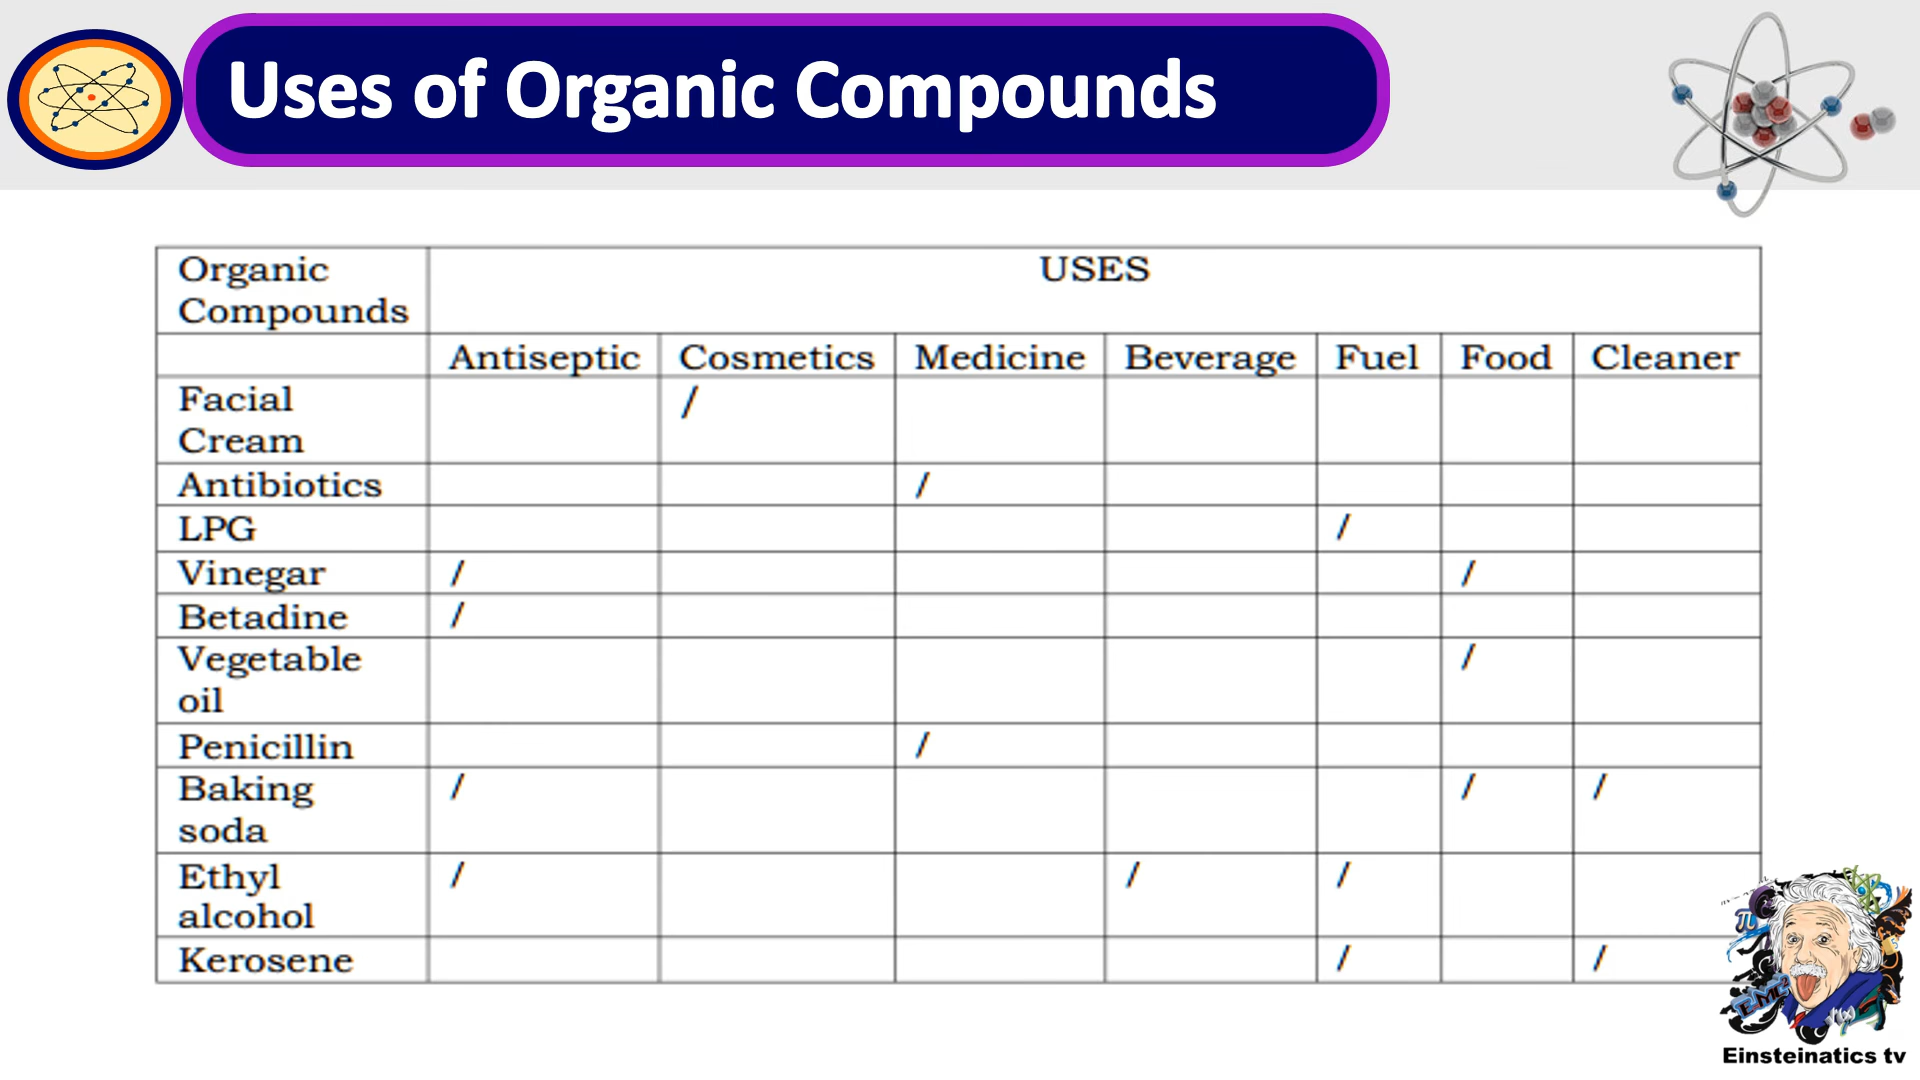 Uses of Organic Compounds
Organic
Compounds
USES
Antiseptic Cosmetics Medicine Beverage Fuel Food Cleaner
Facial /
Cream
Antibiotics /
LPG /
Vinegar / /
Betadine /
Vegetable /
oil
Penicillin /
Baking / / /
soda
Ethyl / / /
alcohol
Kerosene / /
π
E=MC²
Einsteinatics tv